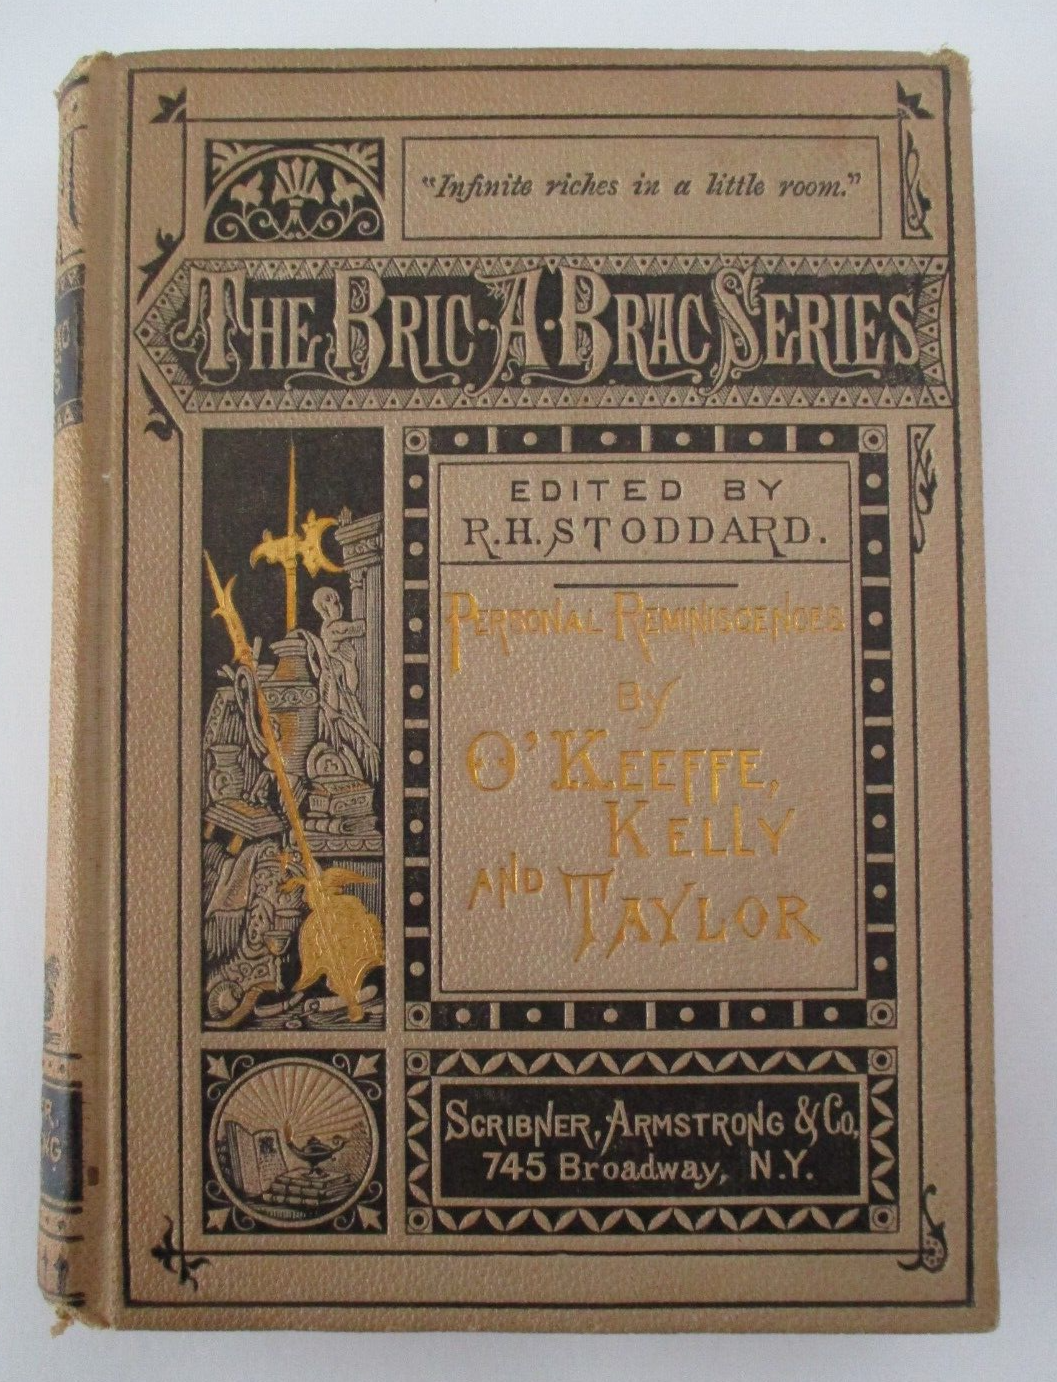 "Infinite riches in a little room."
THE BRIC-A-BRAC SERIES
EDITED BY
R.H. STODDARD.
PERSONAL REMINISCENCES
By
O'KEEFFE,
KELLY
AND TAYLOR
SCRIBNER, ARMSTRONG & Co,
745 Broadway, N.Y.